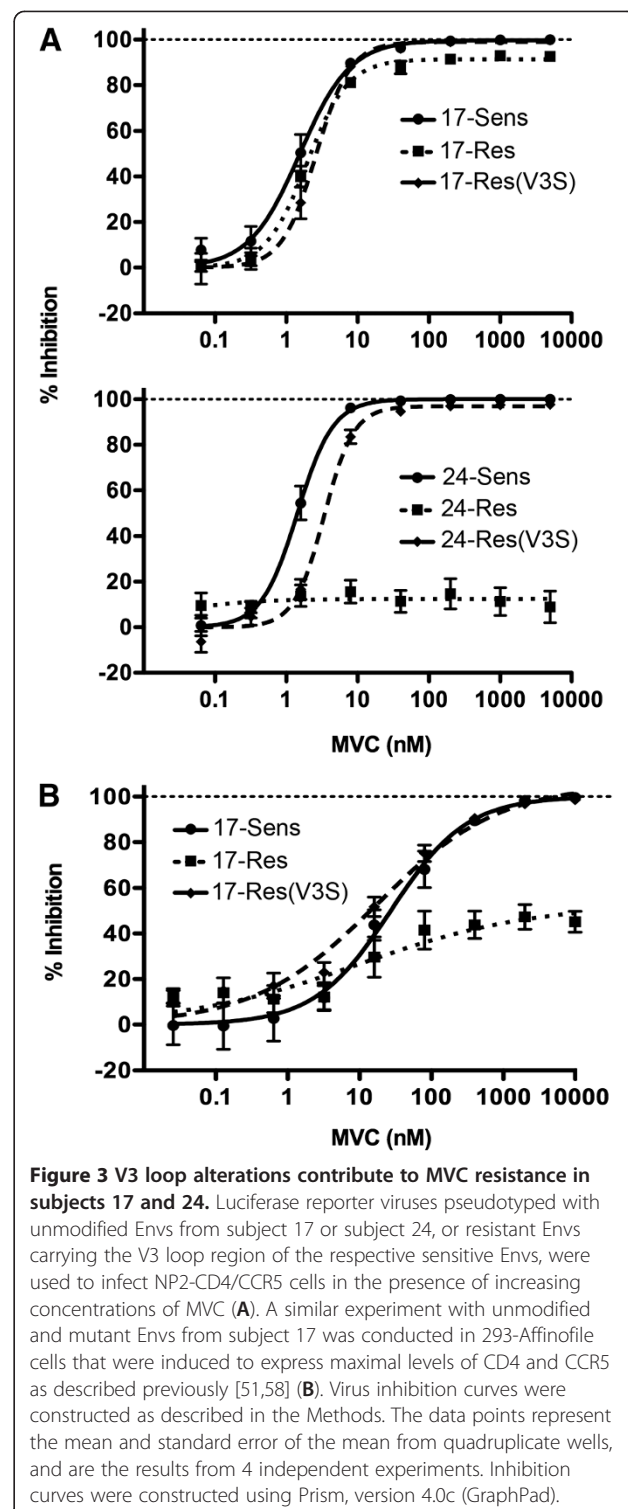 A
100
80
60
40
20
0
-20
17-Sens
17-Res
17-Res(V3S)
0.1 1 10 100 1000 10000
% Inhibition
100
80
60
40
20
0
-20
24-Sens
24-Res
24-Res(V3S)
0.1 1 10 100 1000 10000
MVC (nM)
B
100
80
60
40
20
0
-20
% Inhibition
17-Sens
17-Res
17-Res(V3S)
0.1 1 10 100 1000 10000
MVC (nM)
Figure 3 V3 loop alterations contribute to MVC resistance in
subjects 17 and 24. Luciferase reporter viruses pseudotyped with
unmodified Envs from subject 17 or subject 24, or resistant Envs
carrying the V3 loop region of the respective sensitive Envs, were
used to infect NP2-CD4/CCR5 cells in the presence of increasing
concentrations of MVC (A). A similar experiment with unmodified
and mutant Envs from subject 17 was conducted in 293-Affinofile
cells that were induced to express maximal levels of CD4 and CCR5
as described previously [51,58] (B). Virus inhibition curves were
constructed as described in the Methods. The data points represent
the mean and standard error of the mean from quadruplicate wells,
and are the results from 4 independent experiments. Inhibition
curves were constructed using Prism, version 4.0c (GraphPad).